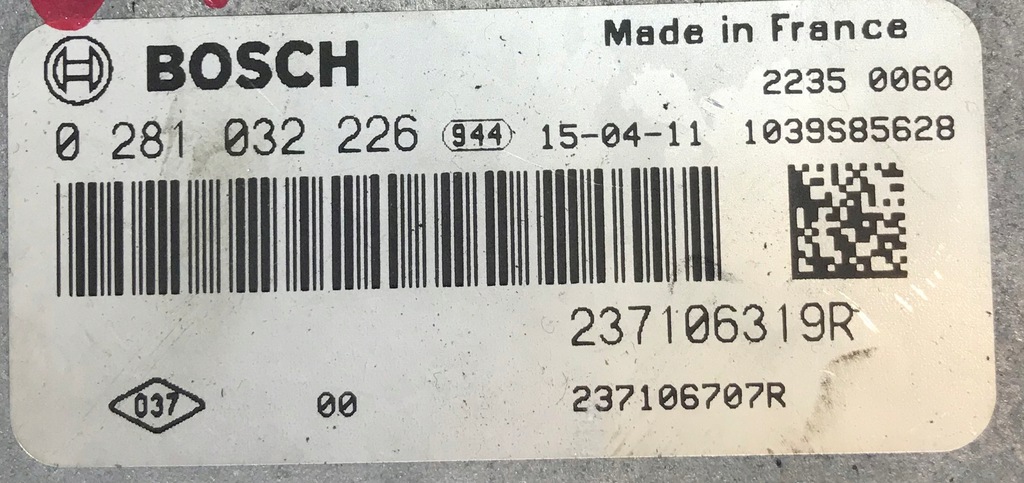 BOSCH
Made in France
2235 0060
0 281 032 226 944 15-04-11 1039S85628
237106319R
037 00 237106707R